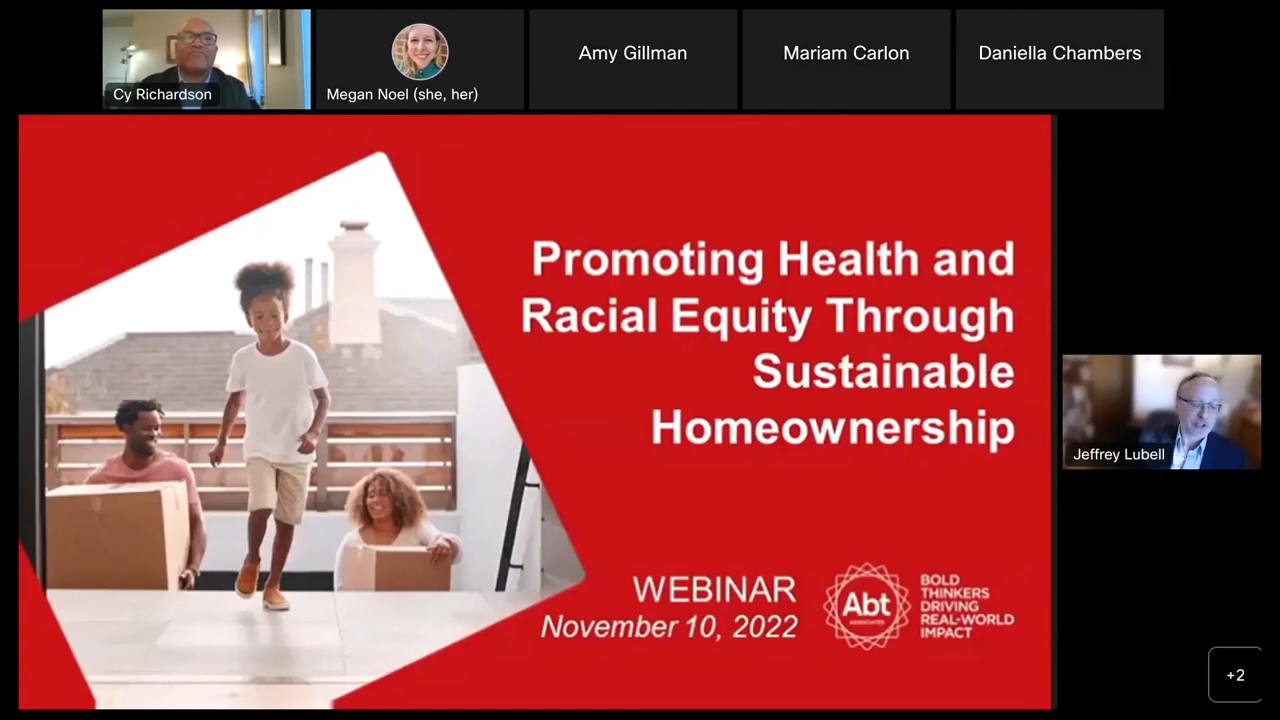 Cy Richardson
Megan Noel (she, her)
Amy Gillman
Mariam Carlon
Daniella Chambers
Promoting Health and
Racial Equity Through
Sustainable
Homeownership
Jeffrey Lubell
WEBINAR
November 10, 2022
Abt
ASSOCIATES
BOLD
THINKERS
DRIVING
REAL-WORLD
IMPACT
+2